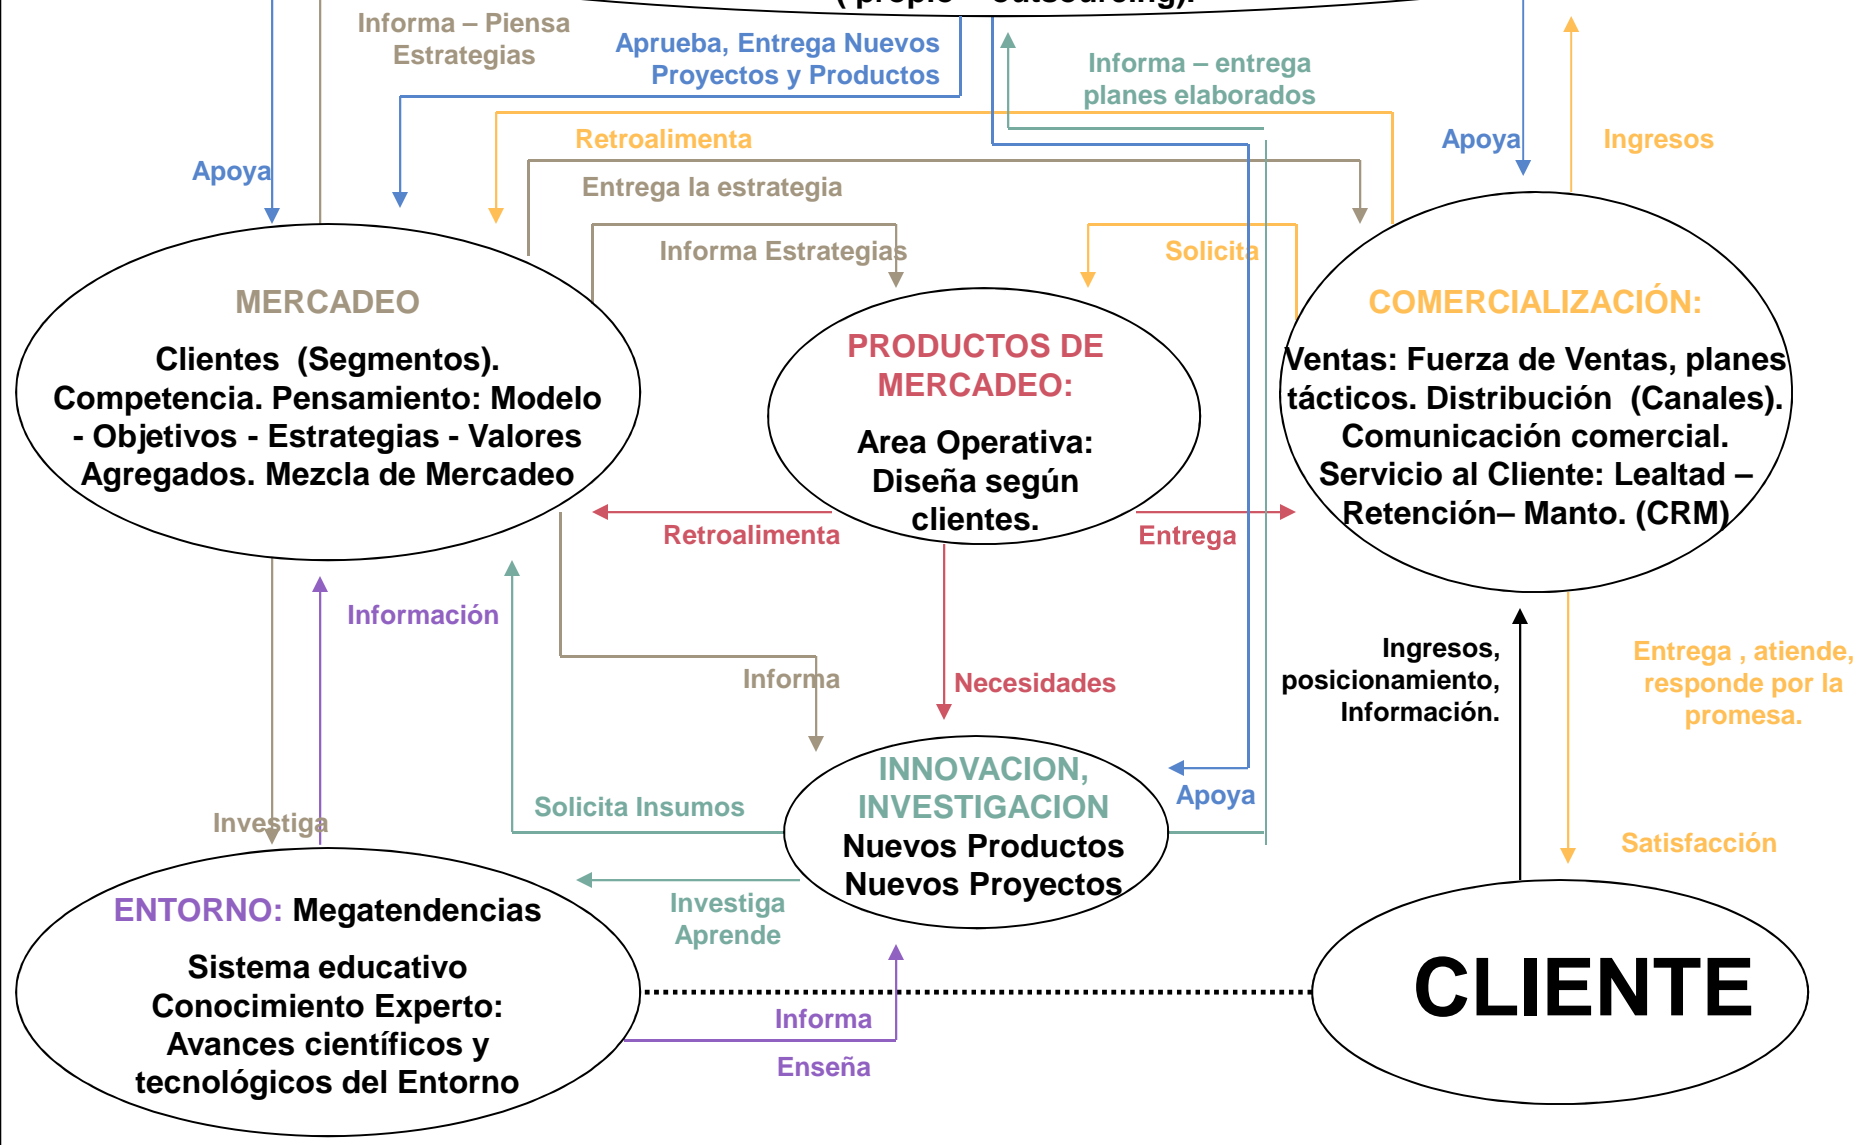 ( propio – outsourcing).
Informa – Piensa
Estrategias
Aprueba, Entrega Nuevos
Proyectos y Productos
Informa – entrega
planes elaborados
Retroalimenta
Apoya
Ingresos
Apoya
Entrega la estrategia
Informa Estrategias
Solicita
MERCADEO
Clientes (Segmentos).
Competencia. Pensamiento: Modelo
- Objetivos - Estrategias - Valores
Agregados. Mezcla de Mercadeo
PRODUCTOS DE
MERCADEO:
Area Operativa:
Diseña según
clientes.
COMERCIALIZACIÓN:
Ventas: Fuerza de Ventas, planes
tácticos. Distribución (Canales).
Comunicación comercial.
Servicio al Cliente: Lealtad –
Retención– Manto. (CRM)
Retroalimenta
Entrega
Información
Informa
Necesidades
Ingresos,
posicionamiento,
Información.
Entrega , atiende,
responde por la
promesa.
Investiga
Solicita Insumos
INNOVACION,
INVESTIGACION
Nuevos Productos
Nuevos Proyectos
Apoya
Satisfacción
Investiga
Aprende
ENTORNO: Megatendencias
Sistema educativo
Conocimiento Experto:
Avances científicos y
tecnológicos del Entorno
Informa
Enseña
CLIENTE